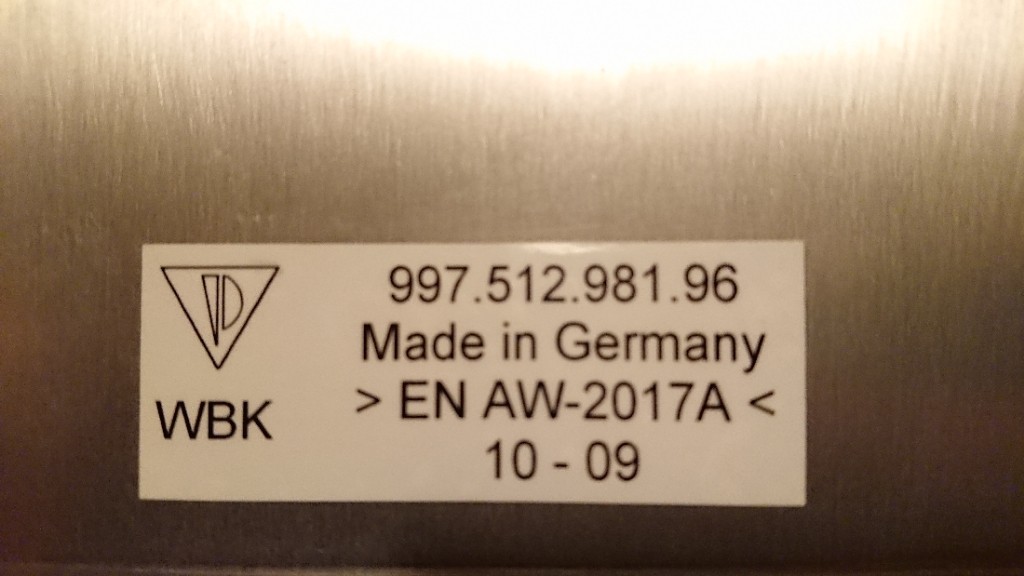 997.512.981.96
Made in Germany
> EN AW-2017A <
10 - 09
WBK